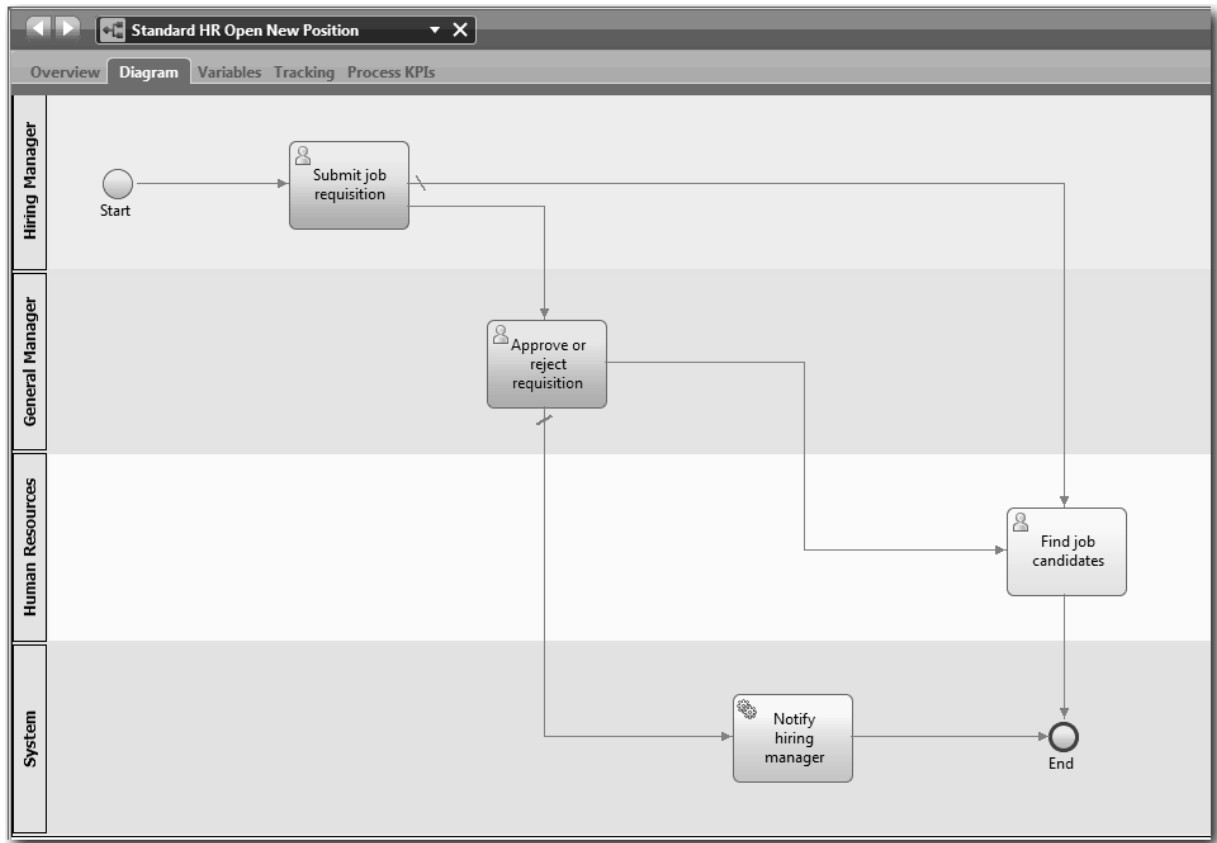 Standard HR Open New Position
Overview Diagram Variables Tracking Process KPIs
Hiring Manager
Start
Submit job
requisition
General Manager
Approve or
reject
requisition
Human Resources
Find job
candidates
System
Notify
hiring
manager
End